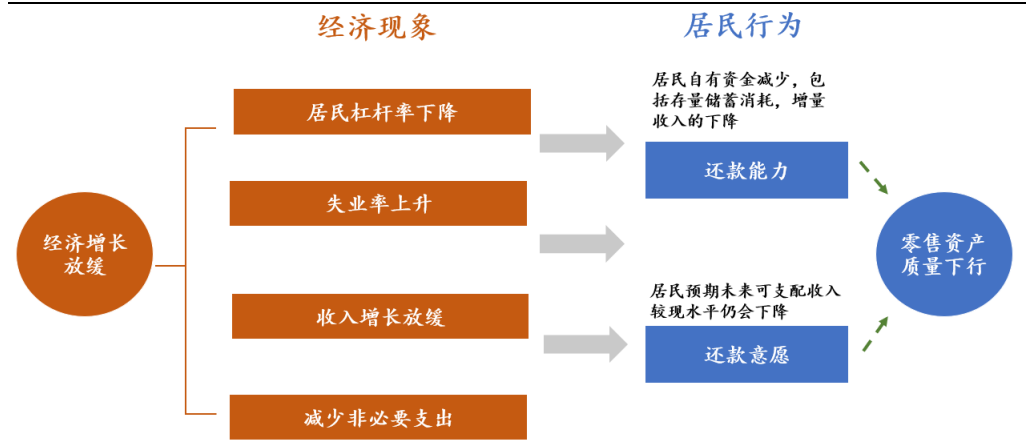 经济现象
居民行为
经济增长
放缓
居民杠杆率下降
失业率上升
收入增长放缓
减少非必要支出
居民自有资金减少，包
括存量储蓄消耗，增量
收入的下降
还款能力
居民预期未来可支配收入
较现水平仍会下降
还款意愿
零售资产
质量下行